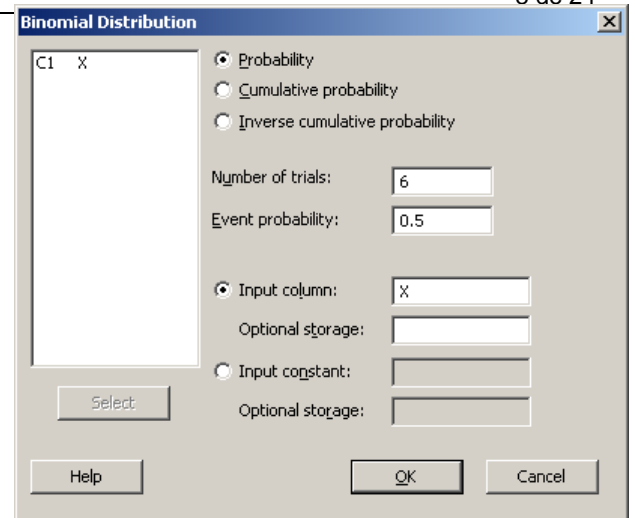 Binomial Distribution
C1 X
Probability
Cumulative probability
Inverse cumulative probability
Number of trials: 6
Event probability: 0.5
Input column: X
Optional storage:
Input constant:
Optional storage:
Select
Help
OK
Cancel